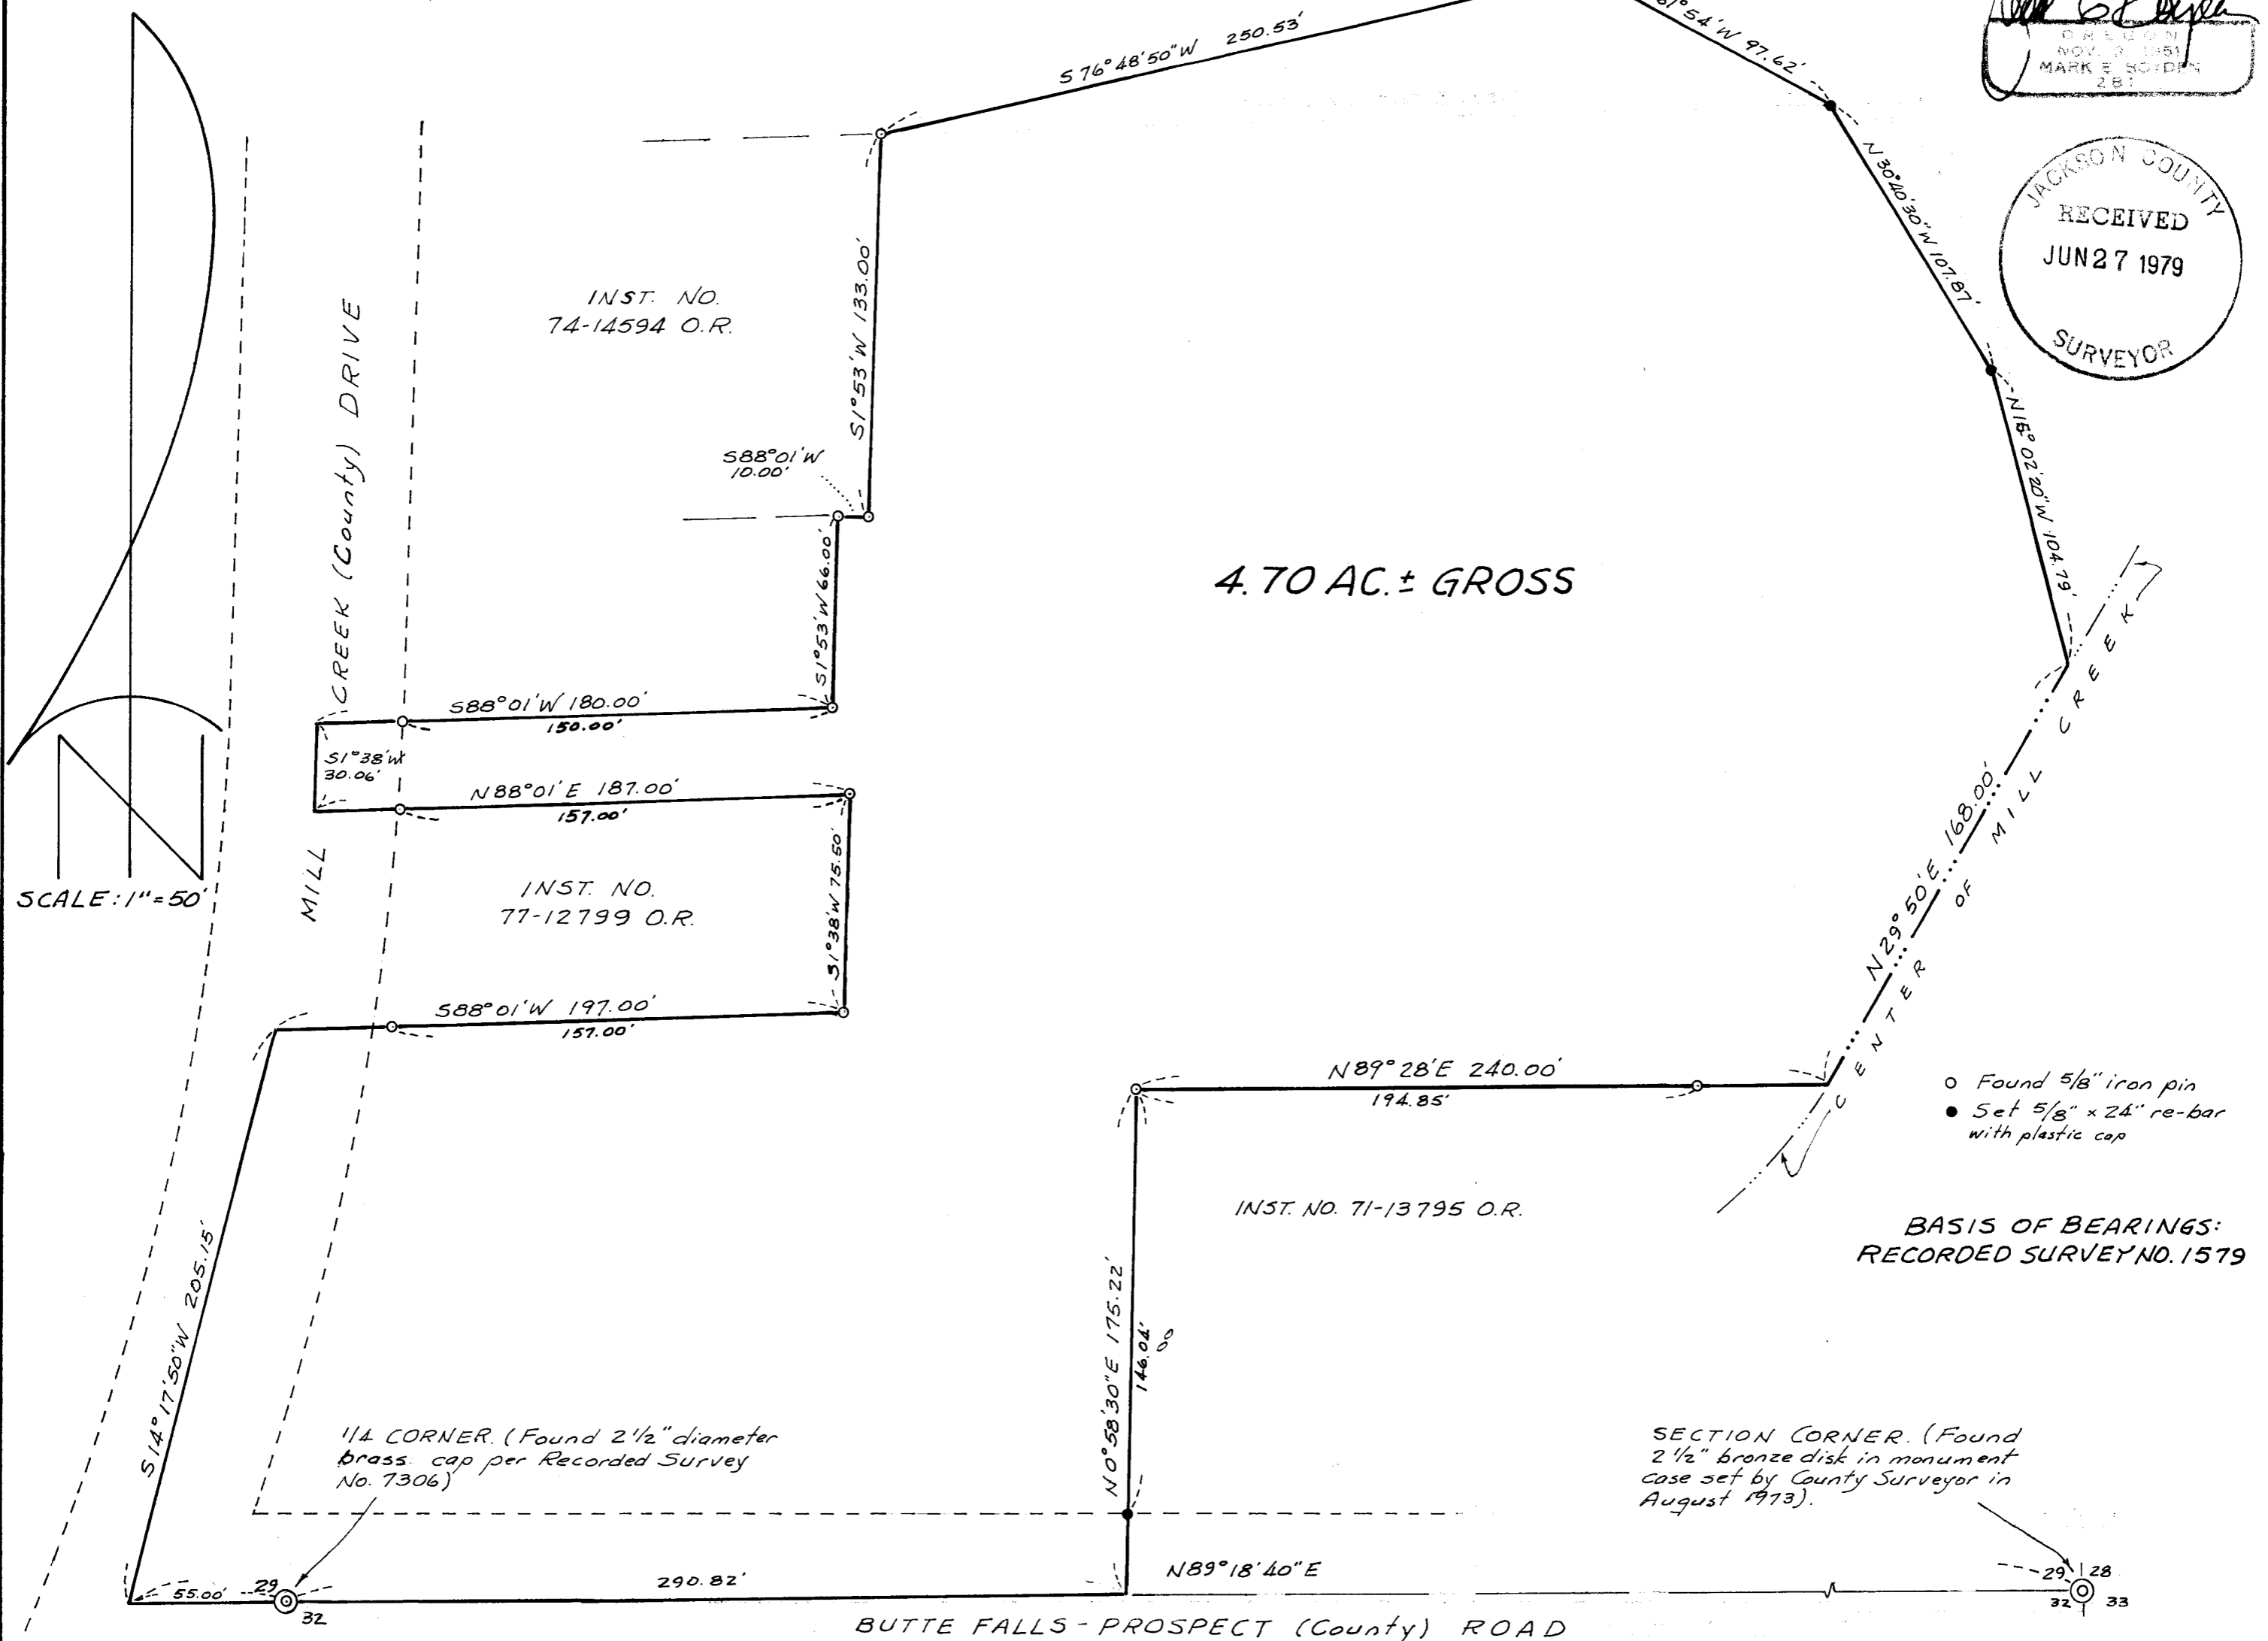 S 76° 48' 50" W 250.53'
54' W 97.62'
OREGON
MARK E BOYDEN
N 30° 40' 30" W 107.87'
JACKSON COUNTY
RECEIVED
JUN 27 1979
SURVEYOR
INST. NO.
74-14594 O.R.
S 1° 53' W 133.00'
S88°01'W
10.00'
N 02' 20" W 104.79'
S 1° 53' W 66.00'
4.70 AC. ± GROSS
MILL CREEK (County) DRIVE
S88°01'W 180.00'
150.00'
S1°38'W
30.06'
N88°01'E 187.00'
157.00'
SCALE: 1"=50'
N
INST. NO.
77-12799 O.R.
S1°38'W 75.50'
S88°01'W 197.00'
157.00'
N 29° 50' E 168.00'
CENTER OF MILL CREEK
N89°28'E 240.00'
194.85'
○ Found 5/8" iron pin
● Set 5/8" x 24" re-bar
with plastic cap
INST. NO. 71-13795 O.R.
BASIS OF BEARINGS:
RECORDED SURVEY NO. 1579
S 14° 17' 50" W 205.15'
N 0° 58' 30" E 175.22'
146.04'
00
1/4 CORNER. (Found 2 1/2" diameter
brass cap per Recorded Survey
No. 7306)
SECTION CORNER. (Found
2 1/2" bronze disk in monument
case set by County Surveyor in
August 1973).
55.00'
29
32
290.82'
N89°18'40"E
29 28
32 33
BUTTE FALLS - PROSPECT (County) ROAD